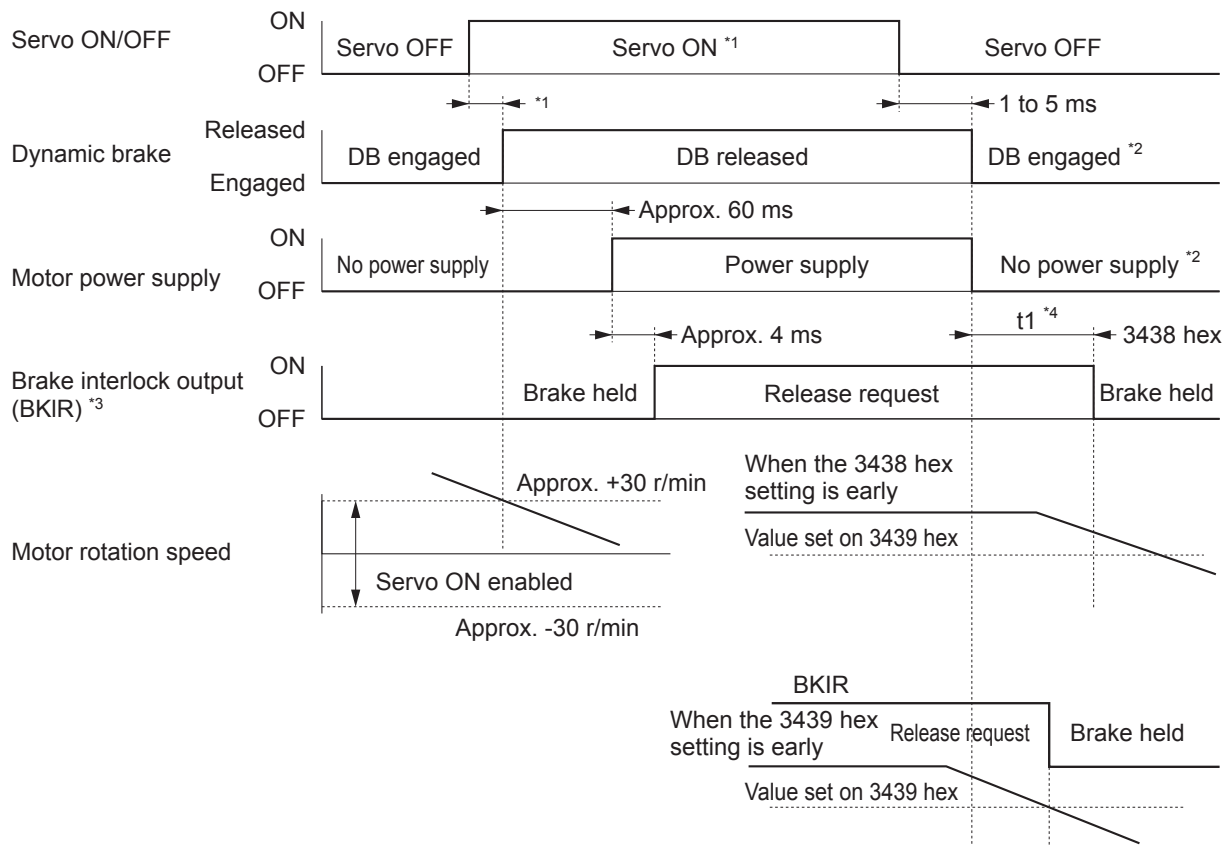 ON
Servo ON/OFF
Servo OFF
Servo ON *1
Servo OFF
OFF
*1
1 to 5 ms
Released
Dynamic brake
DB engaged
DB released
DB engaged *2
Engaged
Approx. 60 ms
ON
Motor power supply
No power supply
Power supply
No power supply *2
OFF
t1 *4
Approx. 4 ms
3438 hex
ON
Brake interlock output
(BKIR) *3
Brake held
Release request
Brake held
OFF
When the 3438 hex
setting is early
Approx. +30 r/min
Value set on 3439 hex
Motor rotation speed
Servo ON enabled
Approx. -30 r/min
BKIR
When the 3439 hex
setting is early
Release request
Brake held
Value set on 3439 hex